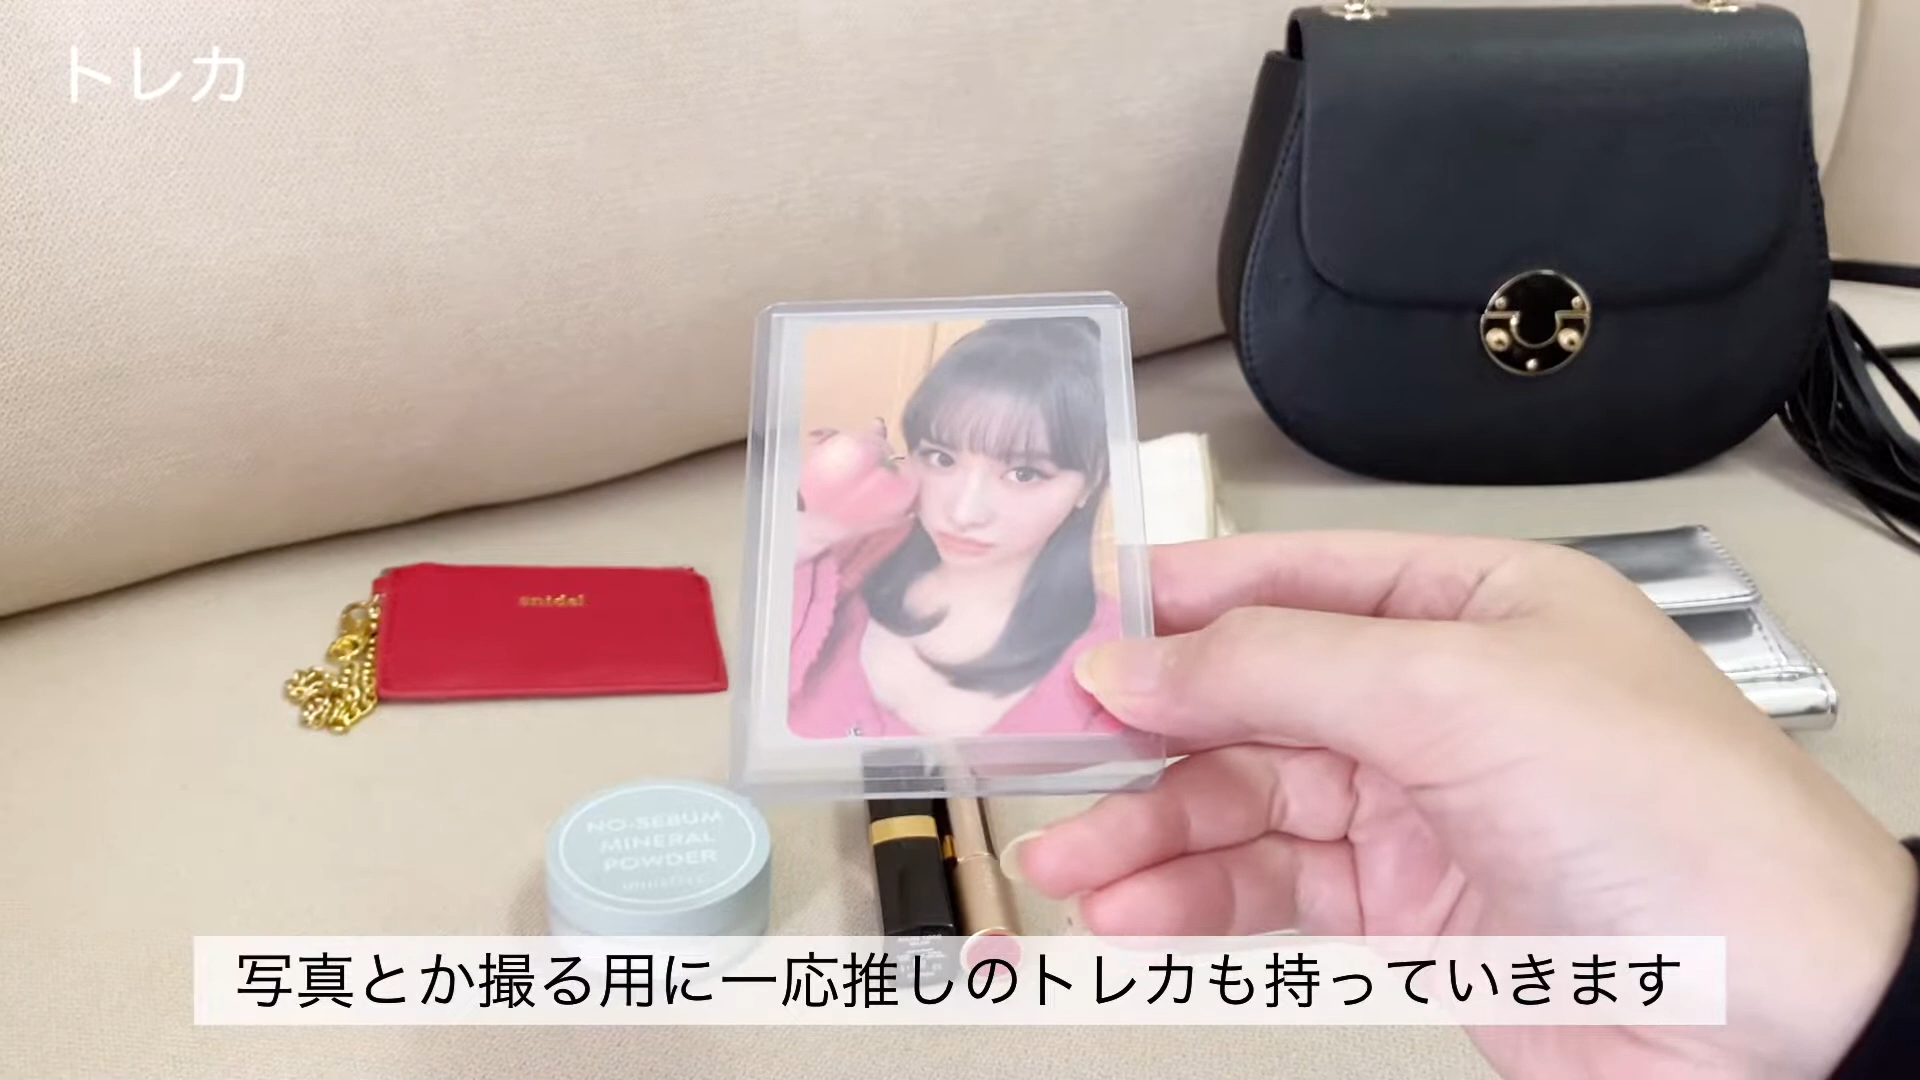 トレカ
snidel
NO-SEBUM
MINERAL
POWDER
innisfree
写真とか撮る用に一応推しのトレカも持っていきます